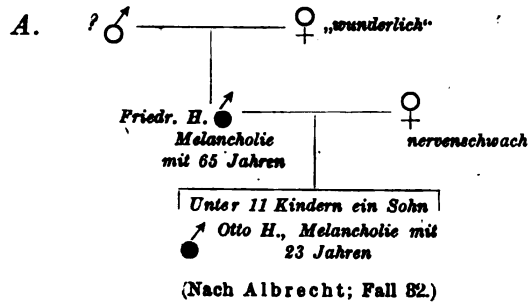 A.
? „wunderlich“
Friedr. H.
Melancholie
mit 65 Jahren
nervenschwach
Unter 11 Kindern ein Sohn
Otto H., Melancholie mit
23 Jahren
(Nach Albrecht; Fall 82.)